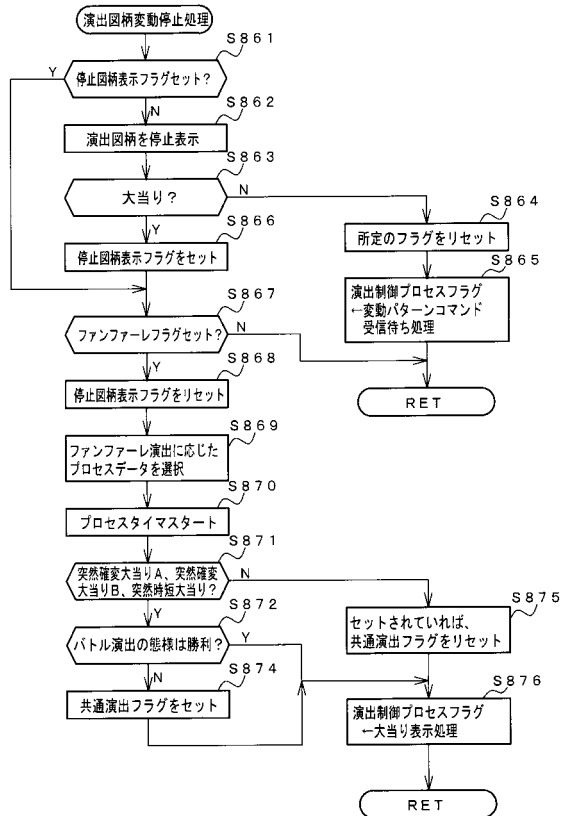 演出図柄変動停止処理
S861
停止図柄表示フラグセット?
Y
N
S862
演出図柄を停止表示
S863
大当り?
N
Y
S864
所定のフラグをリセット
S865
演出制御プロセスフラグ
←変動パターンコマンド
受信待ち処理
S866
停止図柄表示フラグをセット
S867
ファンファーレフラグセット?
N
Y
RET
S868
停止図柄表示フラグをリセット
S869
ファンファーレ演出に応じた
プロセスデータを選択
S870
プロセスタイマスタート
S871
突然確変大当りA、突然確変
大当りB、突然時短大当り?
N
Y
S872
バトル演出の態様は勝利?
Y
N
S874
共通演出フラグをセット
S875
セットされていれば、
共通演出フラグをリセット
S876
演出制御プロセスフラグ
←大当り表示処理
RET